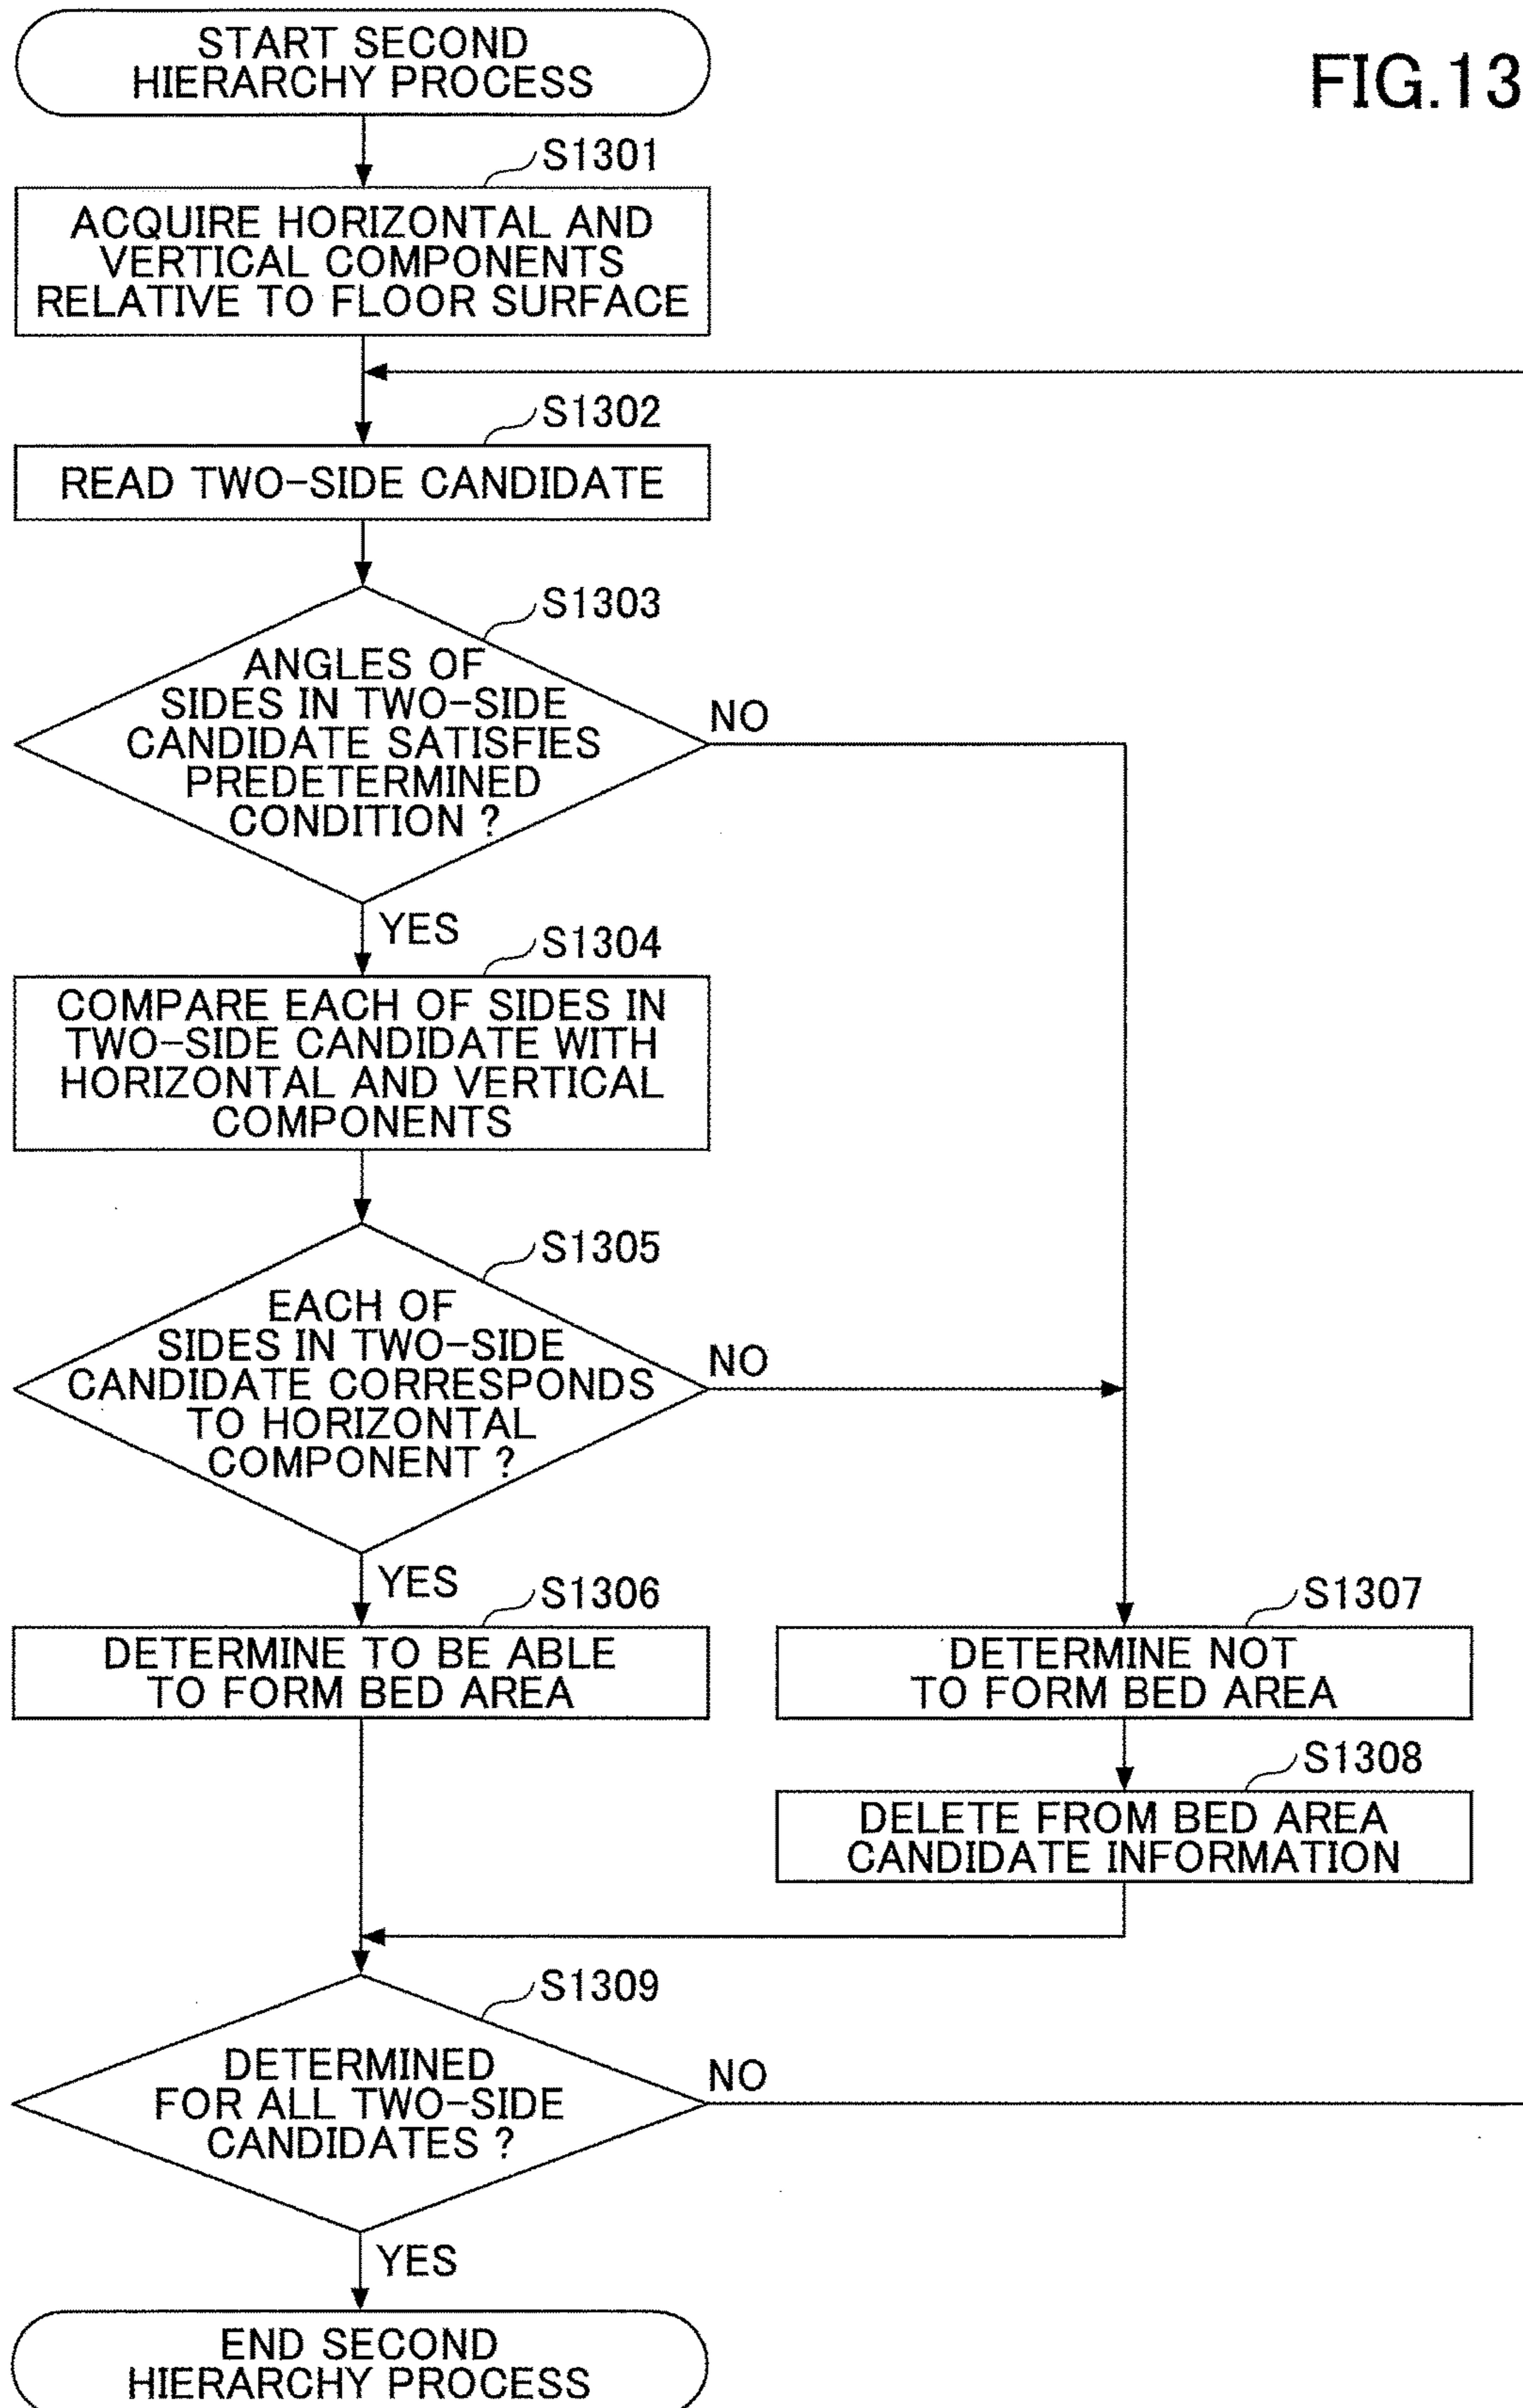 START SECOND
HIERARCHY PROCESS
FIG.13
S1301
ACQUIRE HORIZONTAL AND
VERTICAL COMPONENTS
RELATIVE TO FLOOR SURFACE
S1302
READ TWO-SIDE CANDIDATE
S1303
ANGLES OF
SIDES IN TWO-SIDE
CANDIDATE SATISFIES
PREDETERMINED
CONDITION ?
NO
YES
S1304
COMPARE EACH OF SIDES IN
TWO-SIDE CANDIDATE WITH
HORIZONTAL AND VERTICAL
COMPONENTS
S1305
EACH OF
SIDES IN TWO-SIDE
CANDIDATE CORRESPONDS
TO HORIZONTAL
COMPONENT ?
NO
YES
S1306
DETERMINE TO BE ABLE
TO FORM BED AREA
S1307
DETERMINE NOT
TO FORM BED AREA
S1308
DELETE FROM BED AREA
CANDIDATE INFORMATION
S1309
DETERMINED
FOR ALL TWO-SIDE
CANDIDATES ?
NO
YES
END SECOND
HIERARCHY PROCESS